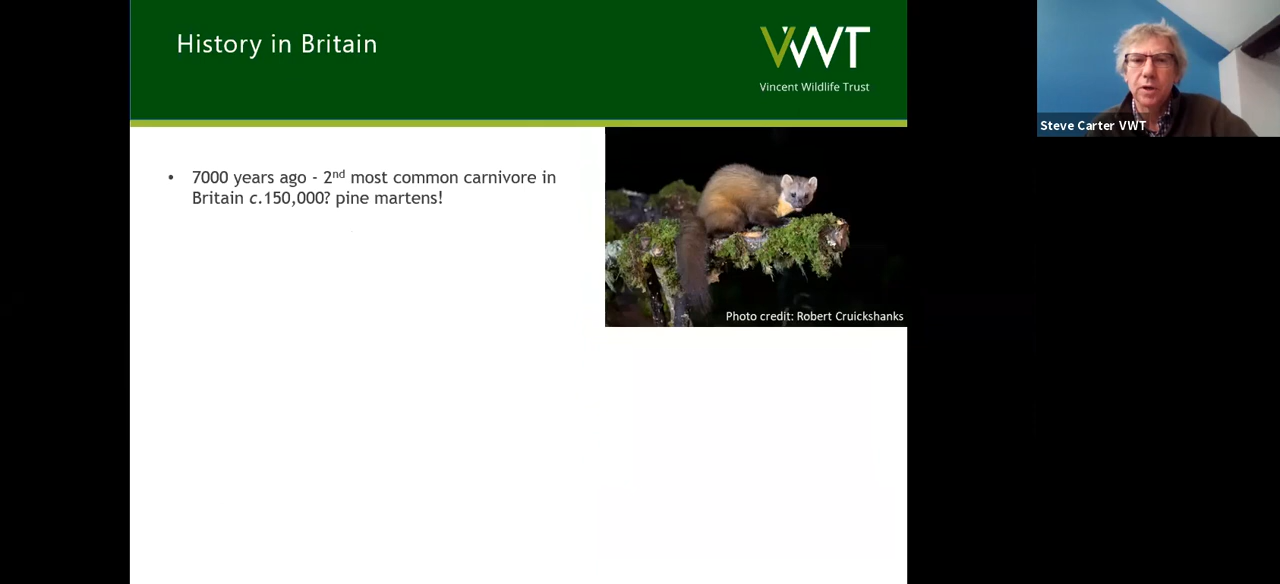 History in Britain
VWT
Vincent Wildlife Trust
Steve Carter VWT
• 7000 years ago - 2nd most common carnivore in
Britain c.150,000? pine martens!
Photo credit: Robert Cruickshanks